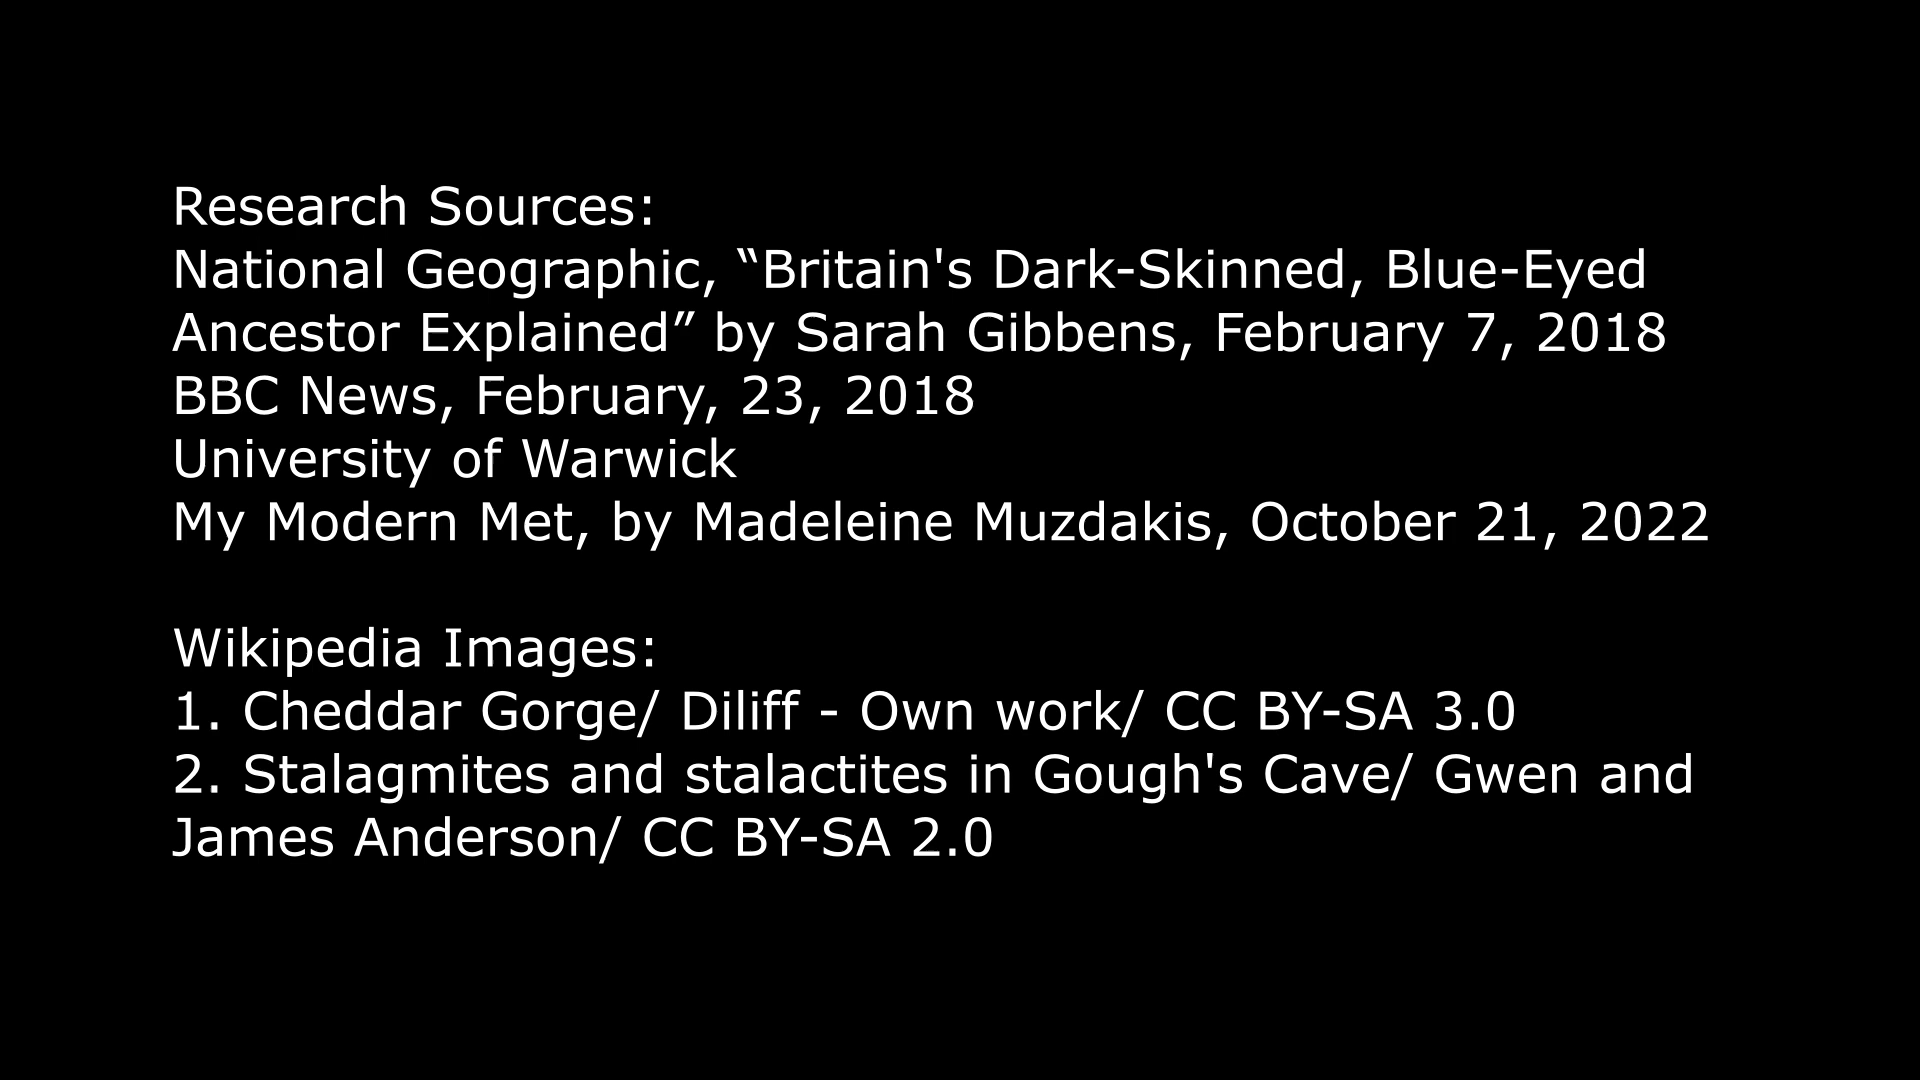 Research Sources:
National Geographic, “Britain's Dark-Skinned, Blue-Eyed
Ancestor Explained” by Sarah Gibbens, February 7, 2018
BBC News, February, 23, 2018
University of Warwick
My Modern Met, by Madeleine Muzdakis, October 21, 2022
Wikipedia Images:
1. Cheddar Gorge/ Diliff - Own work/ CC BY-SA 3.0
2. Stalagmites and stalactites in Gough's Cave/ Gwen and
James Anderson/ CC BY-SA 2.0